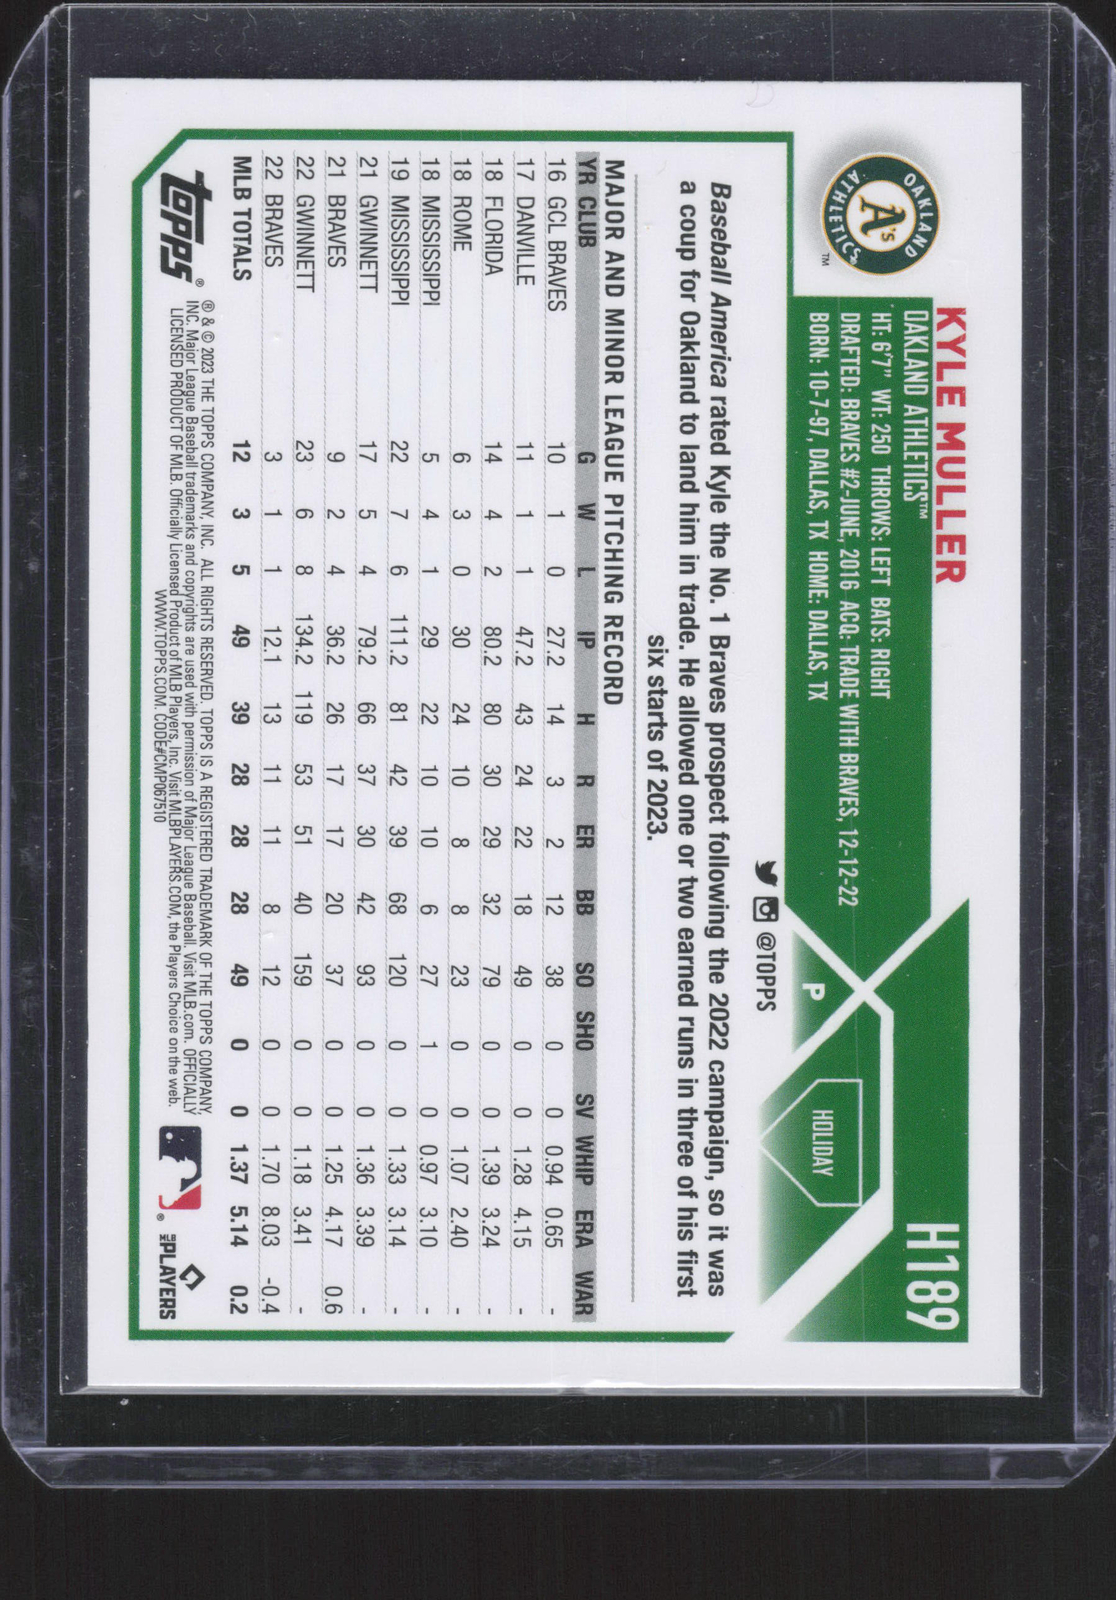 OAKLAND ATHLETICS
A's
™
KYLE MULLER
H189
OAKLAND ATHLETICS™
HT: 6'7" WT: 250 THROWS: LEFT BATS: RIGHT
DRAFTED: BRAVES #2-JUNE, 2016 ACQ: TRADE WITH BRAVES, 12-12-22
BORN: 10-7-97, DALLAS, TX HOME: DALLAS, TX
P
HOLIDAY
@TOPPS
Baseball America rated Kyle the No. 1 Braves prospect following the 2022 campaign, so it was
a coup for Oakland to land him in trade. He allowed one or two earned runs in three of his first
six starts of 2023.
MAJOR AND MINOR LEAGUE PITCHING RECORD
YR CLUB G W L IP H R ER BB SO SHO SV WHIP ERA WAR
16 GCL BRAVES 10 1 0 27.2 14 3 2 12 38 0 0 0.94 0.65 -
17 DANVILLE 11 1 1 47.2 43 24 22 18 49 0 0 1.28 4.15 -
18 FLORIDA 14 4 2 80.2 80 30 29 32 79 0 0 1.39 3.24 -
18 ROME 6 3 0 30 24 10 8 8 23 0 0 1.07 2.40 -
18 MISSISSIPPI 5 4 1 29 22 10 10 6 27 1 0 0.97 3.10 -
19 MISSISSIPPI 22 7 6 111.2 81 42 39 68 120 0 0 1.33 3.14 -
21 GWINNETT 17 5 4 79.2 66 37 30 42 93 0 0 1.36 3.39 -
21 BRAVES 9 2 4 36.2 26 17 17 20 37 0 0 1.25 4.17 0.6
22 GWINNETT 23 6 8 134.2 119 53 51 40 159 0 0 1.18 3.41 -
22 BRAVES 3 1 1 12.1 13 11 11 8 12 0 0 1.70 8.03 -0.4
MLB TOTALS 12 3 5 49 39 28 28 28 49 0 0 1.37 5.14 0.2
topps®
® & © 2023 THE TOPPS COMPANY, INC. ALL RIGHTS RESERVED. TOPPS IS A REGISTERED TRADEMARK OF THE TOPPS COMPANY,
INC. Major League Baseball trademarks and copyrights are used with permission of Major League Baseball. Visit MLB.com. OFFICIALLY
LICENSED PRODUCT OF MLB. Officially Licensed Product of MLB Players, Inc. Visit MLBPLAYERS.COM, the Players Choice on the web.
WWW.TOPPS.COM. CODE#CMP067510
®
MLB PLAYERS